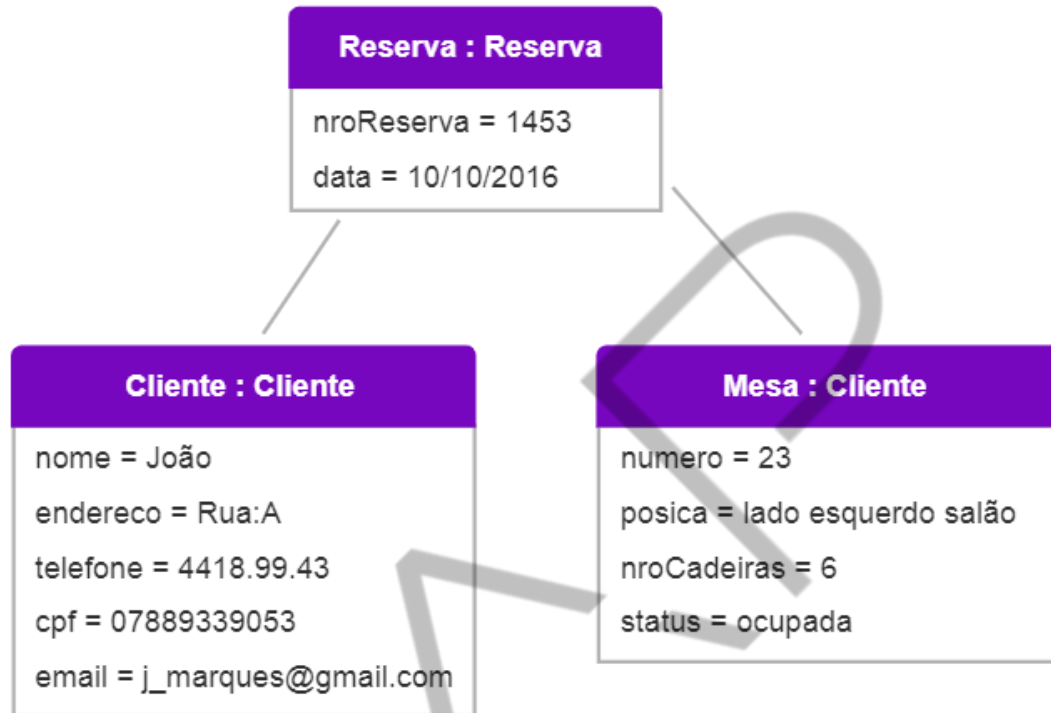 Reserva : Reserva
nroReserva = 1453
data = 10/10/2016
Cliente : Cliente
nome = João
endereco = Rua:A
telefone = 4418.99.43
cpf = 07889339053
email = j_marques@gmail.com
Mesa : Cliente
numero = 23
posica = lado esquerdo salão
nroCadeiras = 6
status = ocupada